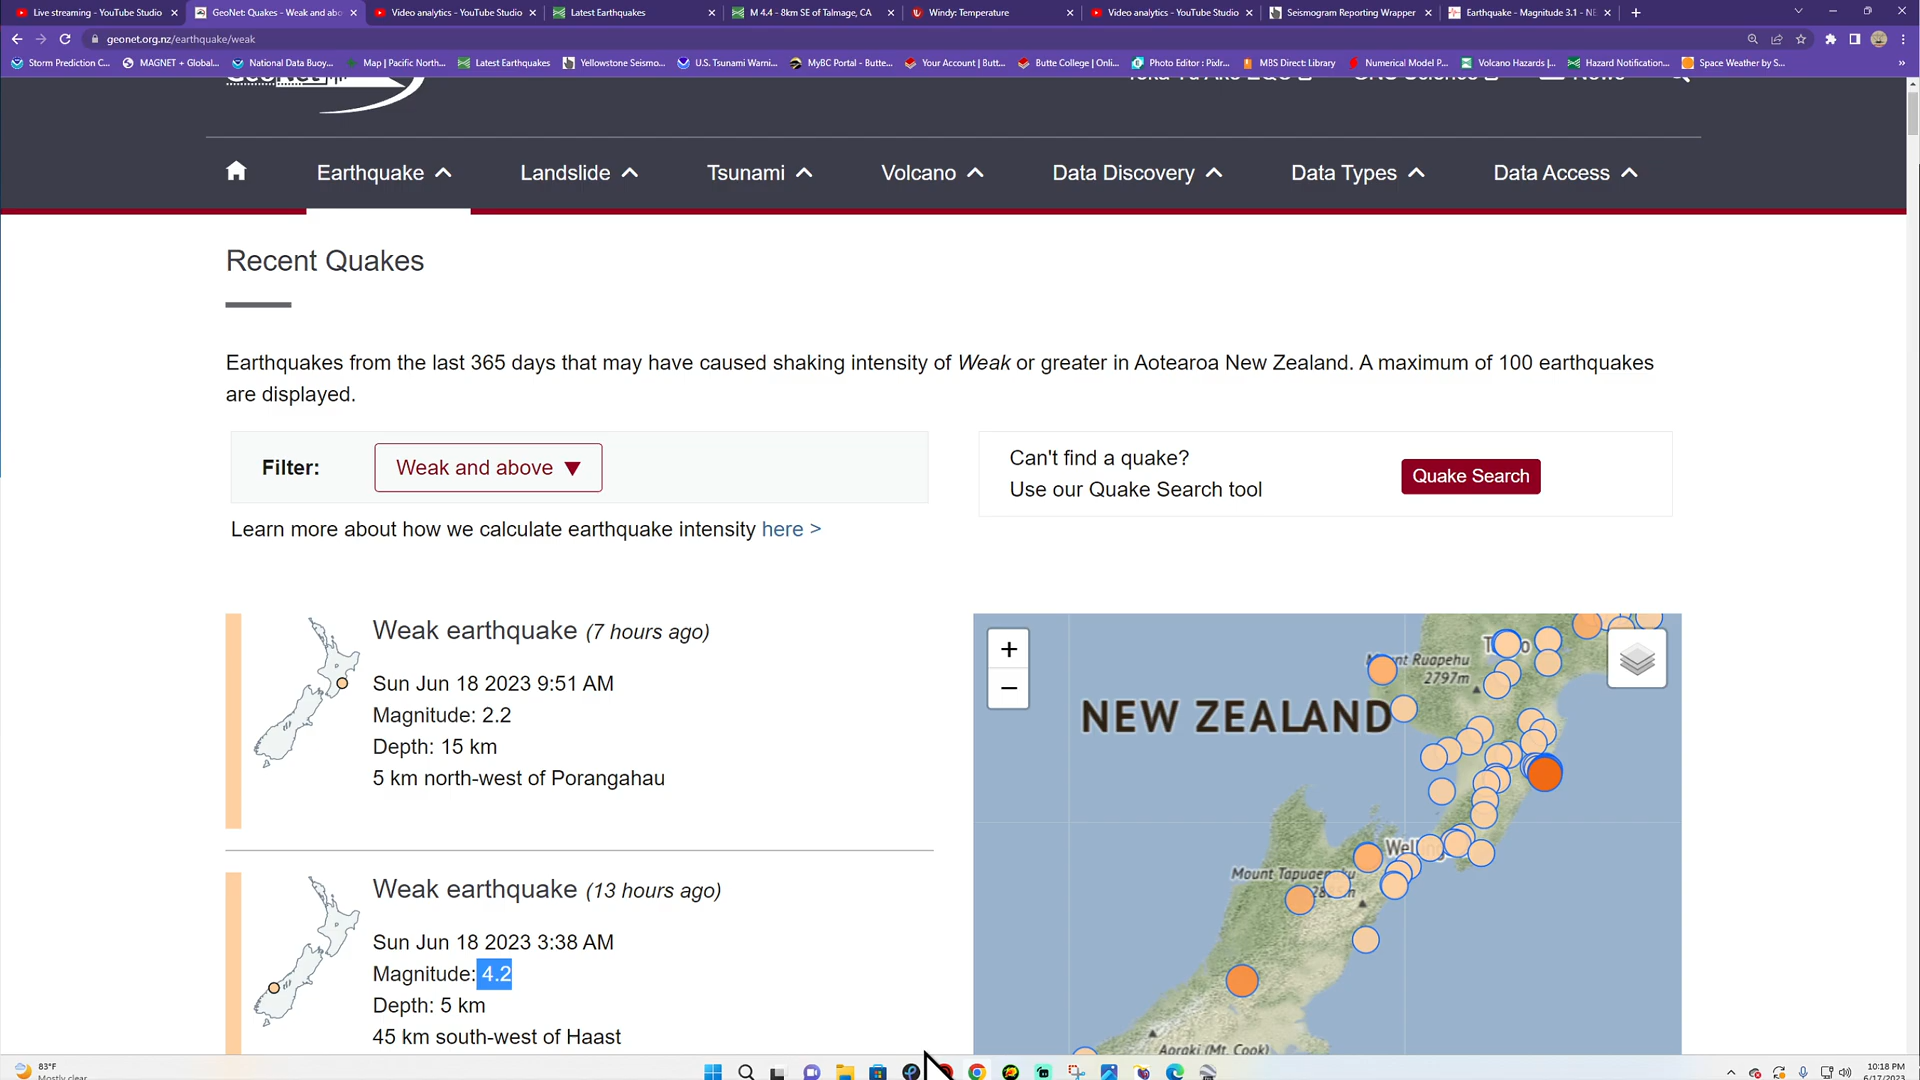 Live streaming - YouTube Studio
GeoNet: Quakes - Weak and abo
Video analytics - YouTube Studio
Latest Earthquakes
M 4.4 - 8km SE of Talmage, CA
Windy: Temperature
Video analytics - YouTube Studio
Seismogram Reporting Wrapper
Earthquake - Magnitude 3.1 - NE
geonet.org.nz/earthquake/weak
Storm Prediction C...
MAGNET + Global...
National Data Buoy...
Map | Pacific North...
Latest Earthquakes
Yellowstone Seismo...
U.S. Tsunami Warni...
MyBC Portal - Butte...
Your Account | Butt...
Butte College | Onli...
Photo Editor : Pixlr...
MBS Direct Library
Numerical Model P...
Volcano Hazards |...
Hazard Notification...
Space Weather by S...
Earthquake
Landslide
Tsunami
Volcano
Data Discovery
Data Types
Data Access
Recent Quakes
Earthquakes from the last 365 days that may have caused shaking intensity of Weak or greater in Aotearoa New Zealand. A maximum of 100 earthquakes
are displayed.
Filter:
Weak and above
Can't find a quake?
Use our Quake Search tool
Quake Search
Learn more about how we calculate earthquake intensity here >
Weak earthquake (7 hours ago)
Sun Jun 18 2023 9:51 AM
Magnitude: 2.2
Depth: 15 km
5 km north-west of Porangahau
Weak earthquake (13 hours ago)
Sun Jun 18 2023 3:38 AM
Magnitude: 4.2
Depth: 5 km
45 km south-west of Haast
+
−
Ruapehu
2797m
NEW ZEALAND
Mount
Aoraki (Mt. Cook)
83°F
Mostly clear
10:18 PM
6/17/2023